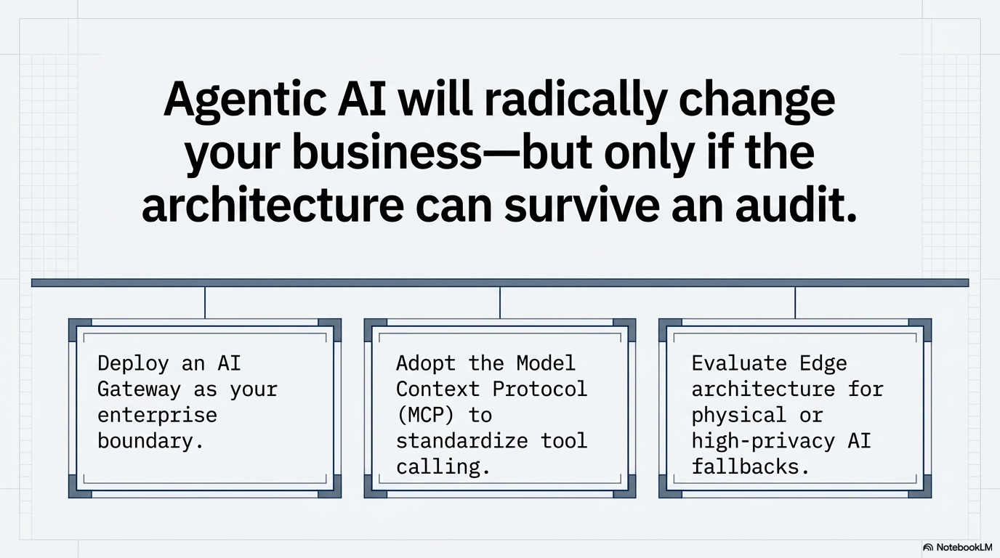 Agentic AI will radically change
your business—but only if the
architecture can survive an audit.
Deploy an AI
Gateway as your
enterprise
boundary.
Adopt the Model
Context Protocol
(MCP) to
standardize tool
calling.
Evaluate Edge
architecture for
physical or
high-privacy AI
fallbacks.
NotebookLM